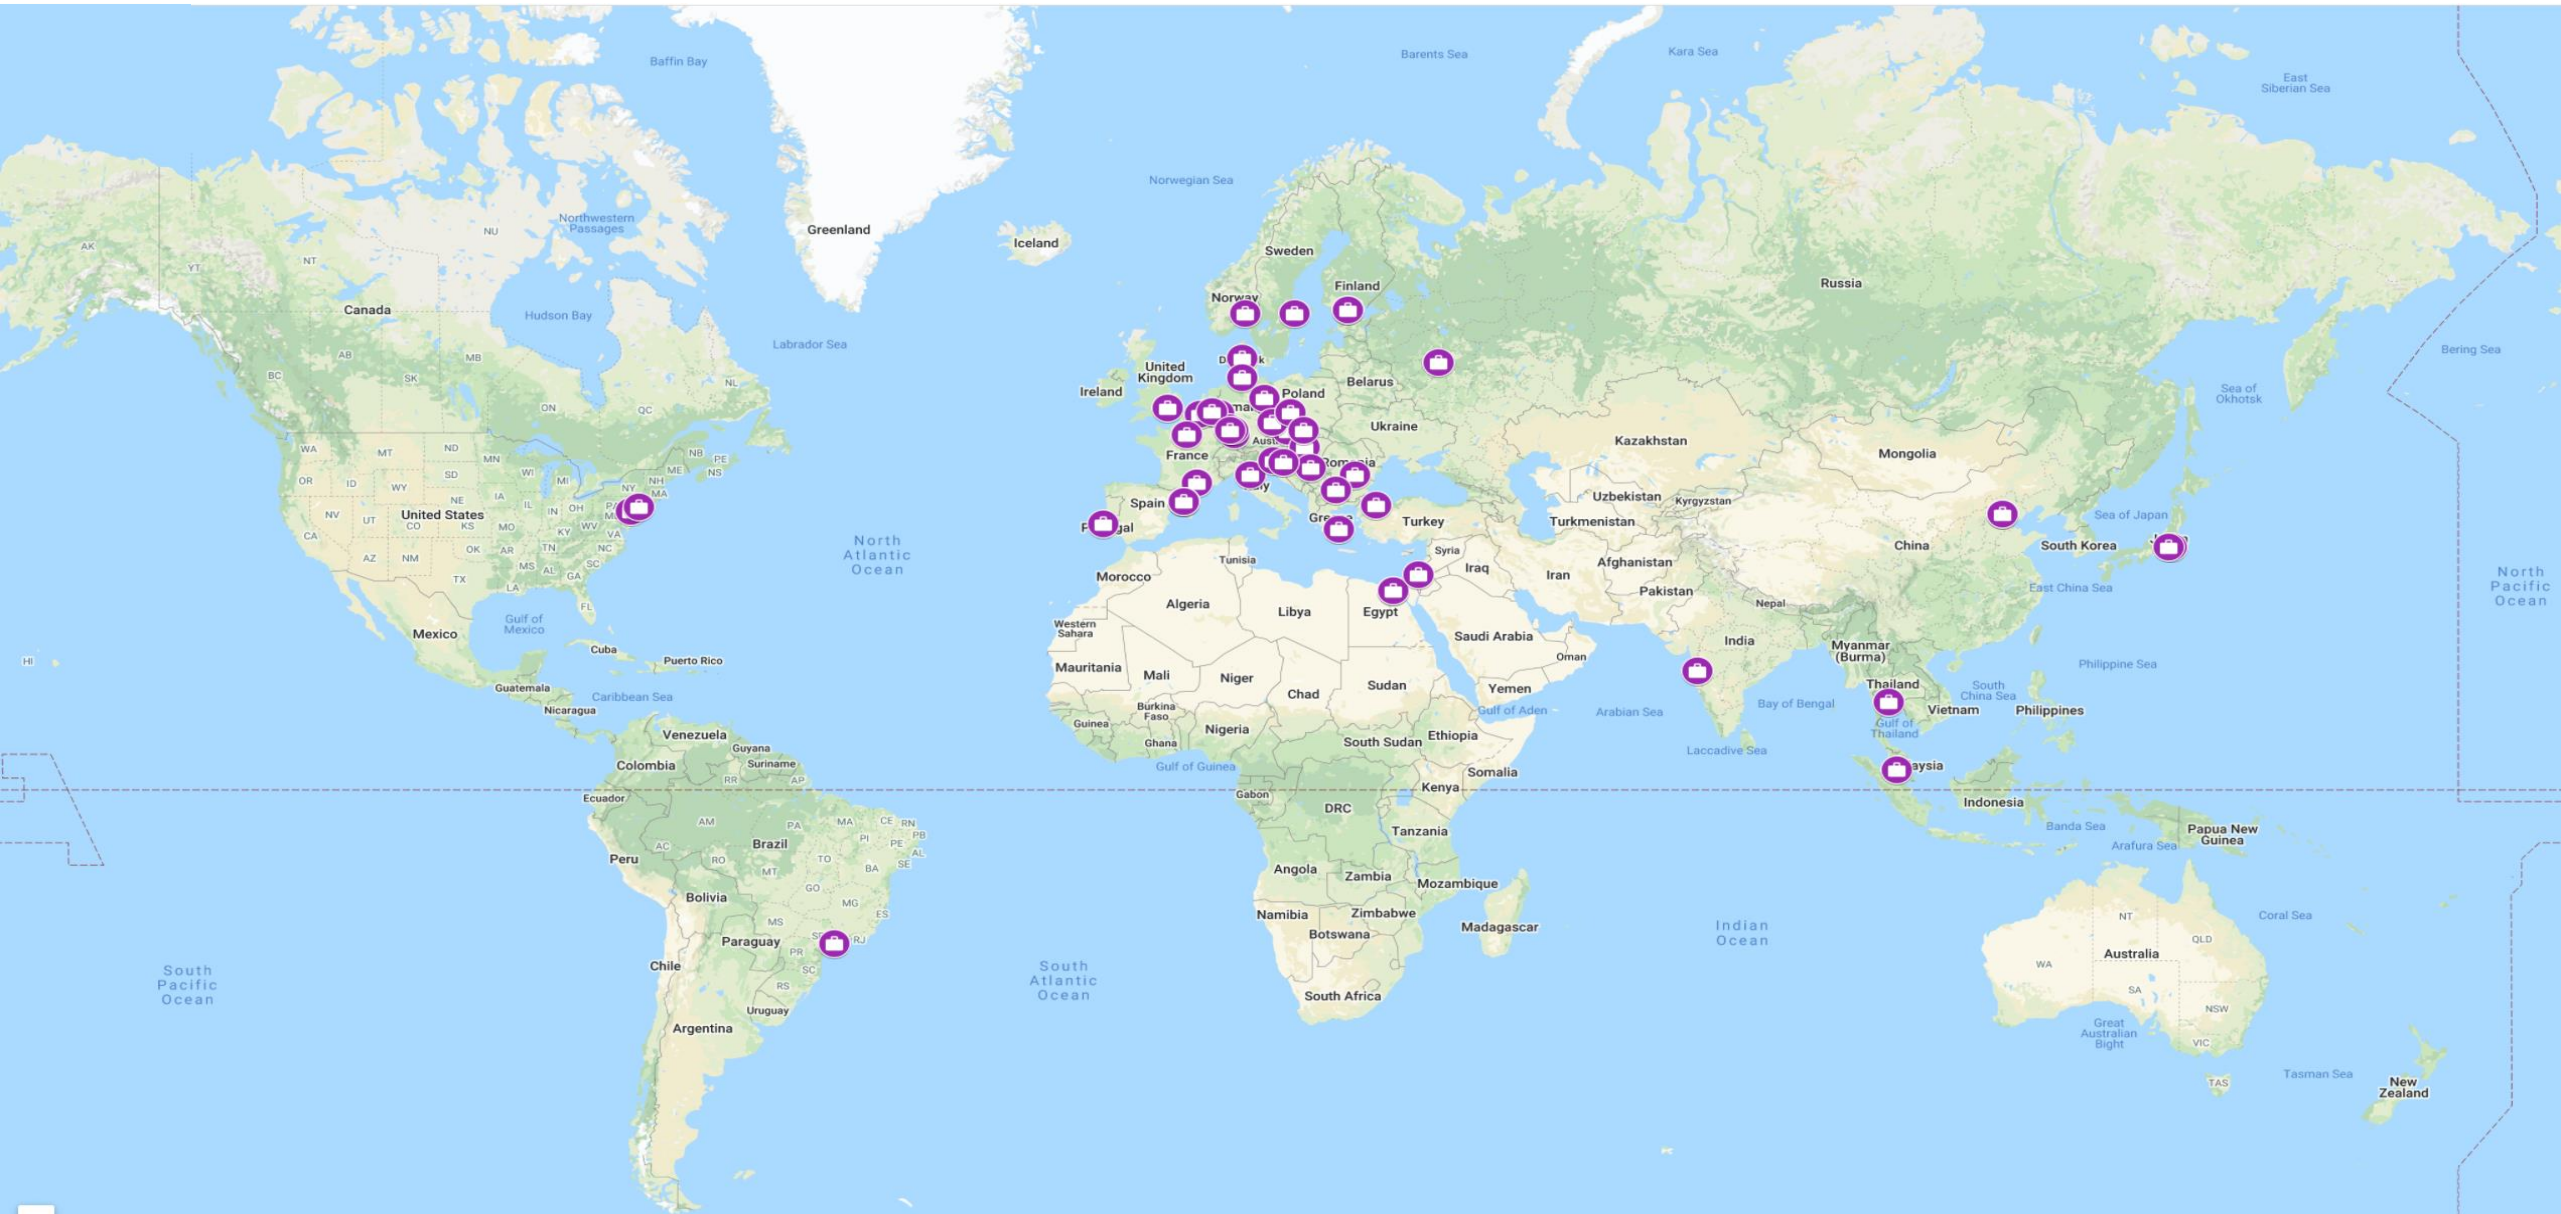 Baffin Bay
Barents Sea
Kara Sea
East
Siberian Sea
Norwegian Sea
Northwestern
Passages
NU
Greenland
Iceland
AK
YT
NT
Sweden
Finland
Norway
Russia
Canada
Hudson Bay
Labrador Sea
Bering Sea
AB
MB
SK
BC
NL
ON
QC
United
Kingdom
Ireland
Poland
Belarus
Ukraine
Sea of
Okhotsk
Kazakhstan
Mongolia
France
WA
MT
ND
MN
NB
PE
NS
ME
OR
ID
SD
WI
MI
NY
NH
MA
WY
NE
IA
IL
IN
OH
PA
NV
UT
United States
CO
KS
MO
WV
KY
VA
CA
AZ
NM
OK
AR
TN
NC
SC
MS
AL
GA
TX
LA
FL
Spain
Turkey
Uzbekistan
Kyrgyzstan
Turkmenistan
Sea of Japan
China
South Korea
North
Atlantic
Ocean
Syria
Tunisia
Iraq
Iran
Afghanistan
Morocco
Pakistan
East China Sea
North
Pacific
Ocean
Algeria
Libya
Egypt
Nepal
Western
Sahara
Gulf of
Mexico
Mexico
Saudi Arabia
India
Myanmar
(Burma)
Cuba
Puerto Rico
HI
Oman
Philippine Sea
Mauritania
Mali
Niger
Chad
Sudan
Yemen
Thailand
South
China Sea
Guatemala
Caribbean Sea
Nicaragua
Burkina
Faso
Gulf of Aden
Arabian Sea
Bay of Bengal
Vietnam
Philippines
Guinea
Nigeria
Gulf of
Thailand
Venezuela
Guyana
Ghana
South Sudan
Ethiopia
Laccadive Sea
Colombia
Suriname
Gulf of Guinea
Somalia
RR
AP
Kenya
Ecuador
Gabon
DRC
Indonesia
AM
PA
MA
CE
RN
PB
PI
PE
AL
SE
Tanzania
Banda Sea
Papua New
Guinea
Brazil
Arafura Sea
AC
RO
TO
BA
MT
Peru
Angola
Zambia
Mozambique
GO
Bolivia
MG
ES
MS
Namibia
Zimbabwe
Madagascar
NT
Coral Sea
Botswana
Indian
Ocean
Paraguay
RJ
PR
QLD
Australia
Chile
WA
SC
South
Pacific
Ocean
South
Atlantic
Ocean
RS
South Africa
SA
NSW
Uruguay
Argentina
Great
Australian
Bight
VIC
Tasman Sea
TAS
New
Zealand